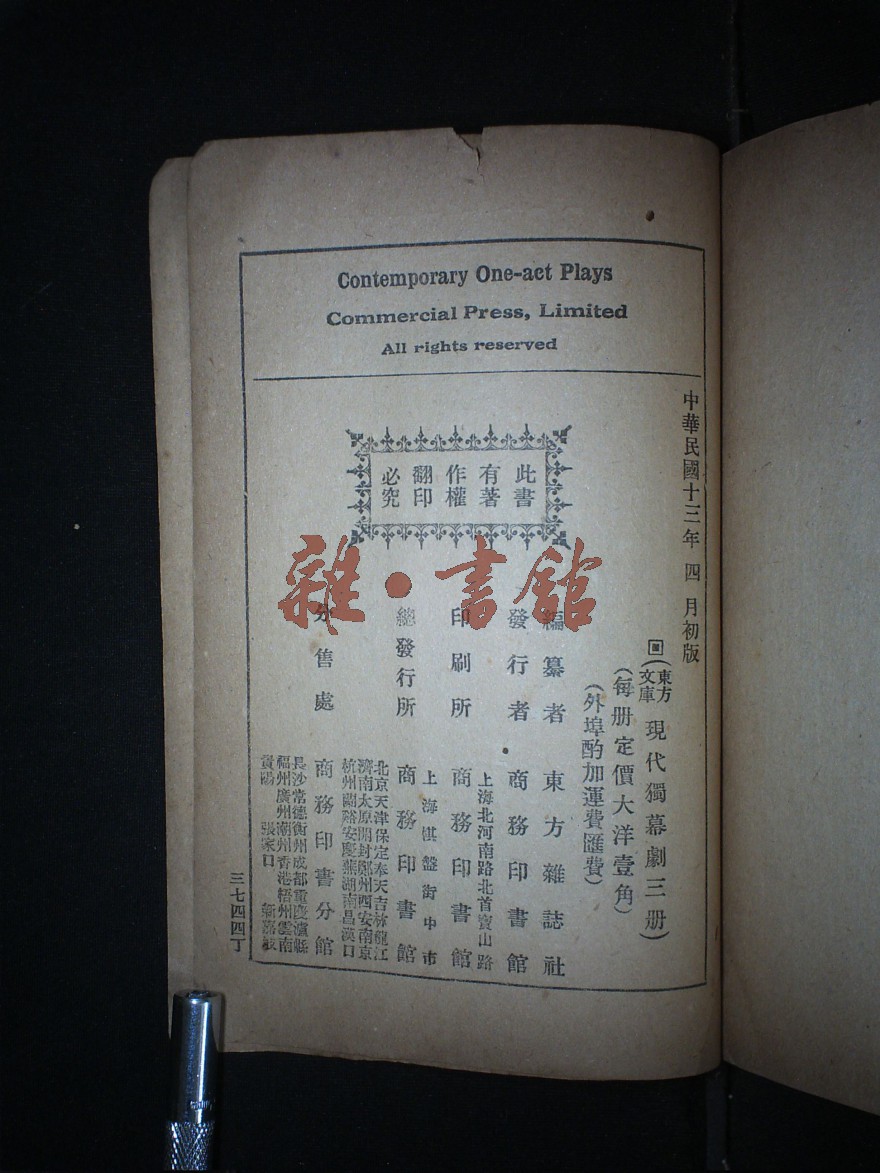 Contemporary One-act Plays
Commercial Press, Limited
All rights reserved
中華民國十三年四月初版
(東方文庫 現代獨幕劇三册)
(每册定價大洋壹角)
(外埠酌加運費匯費)
此書
有著
作權
翻印
必究
編纂者 東方雜誌社
發行者 商務印書館
上海北河南路北首寶山路
印刷所 商務印書館
上海棋盤街中市
總發行所 商務印書館
北京天津保定奉天吉林龍江
濟南太原開封鄭州西安南京
杭州蘭谿安慶蕪湖南昌漢口
分售處 商務印書分館
長沙常德衡州成都重慶瀘縣
福州廣州潮州香港梧州雲南
貴陽 張家口 新嘉坡
三七四四丁
雜·書館